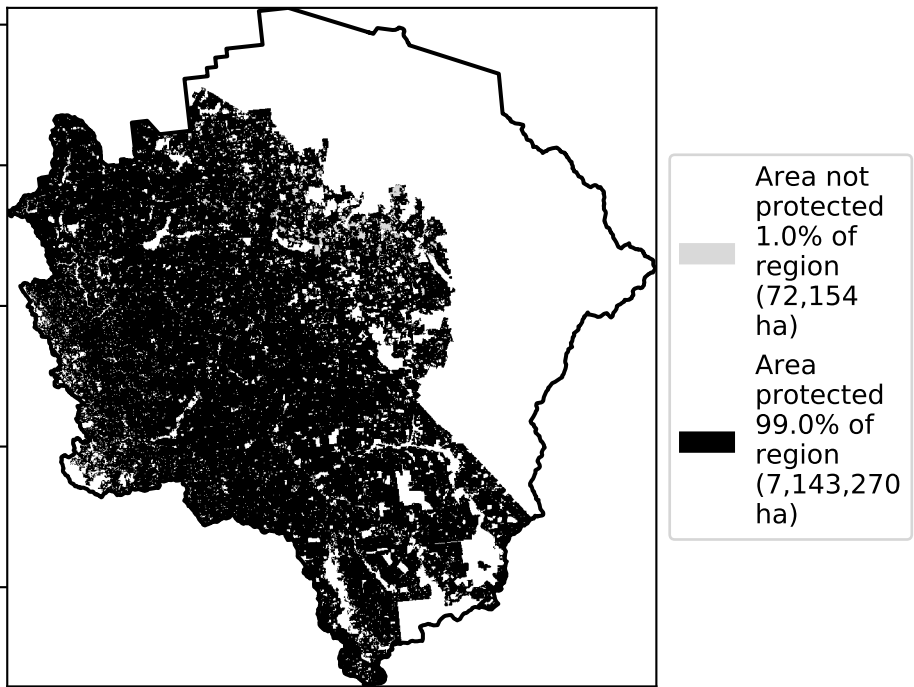 Area not
protected
1.0% of
region
(72,154
ha)
Area
protected
99.0% of
region
(7,143,270
ha)